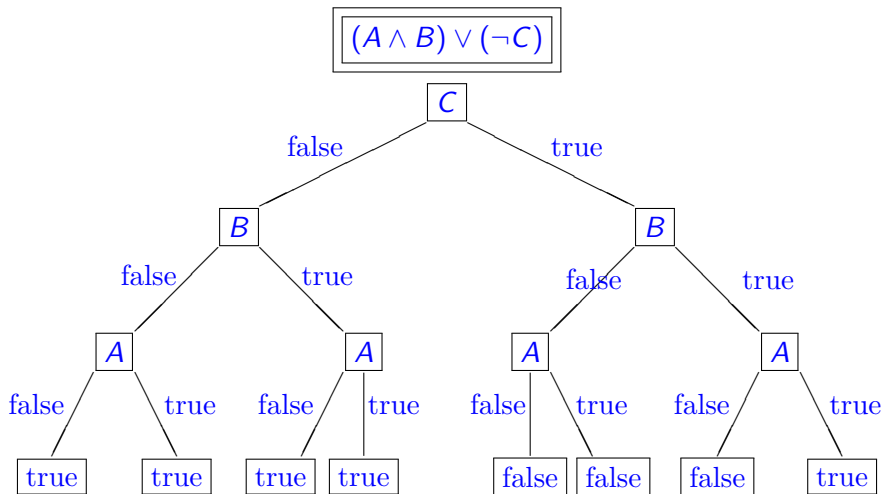 (A ∧ B) ∨ (¬C)
C
false true
B B
false true false true
A A A A
false true false true false true false true
true true true true false false false true